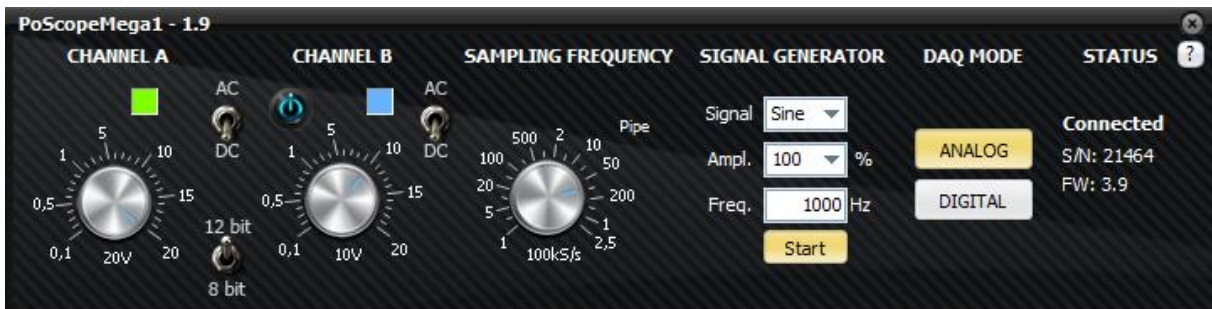 PoScopeMega1 - 1.9
CHANNEL A
AC
DC
0,1
0,5
1
5
10
15
20
20V
12 bit
8 bit
CHANNEL B
AC
DC
0,1
0,5
1
5
10
15
20
10V
SAMPLING FREQUENCY
Pipe
1
5
20
100
500
2
10
50
200
1
2,5
100kS/s
SIGNAL GENERATOR
Signal Sine
Ampl. 100 %
Freq. 1000 Hz
Start
DAQ MODE
ANALOG
DIGITAL
STATUS
?
Connected
S/N: 21464
FW: 3.9